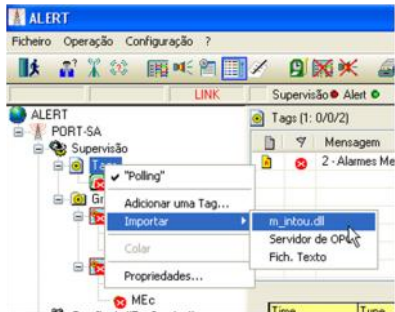 ALERT
Ficheiro Operação Configuração ?
LINK
Supervisão Alert
ALERT
PORT-SA
Supervisão
Tags (1: 0/0/2)
Mensagem
Tags
2 - Alarmes Me
Gr
"Polling"
Adicionar uma Tag...
Importar
Colar
Propriedades...
m_intou.dll
Servidor de OPC
Fich. Texto
MEc
Time Type